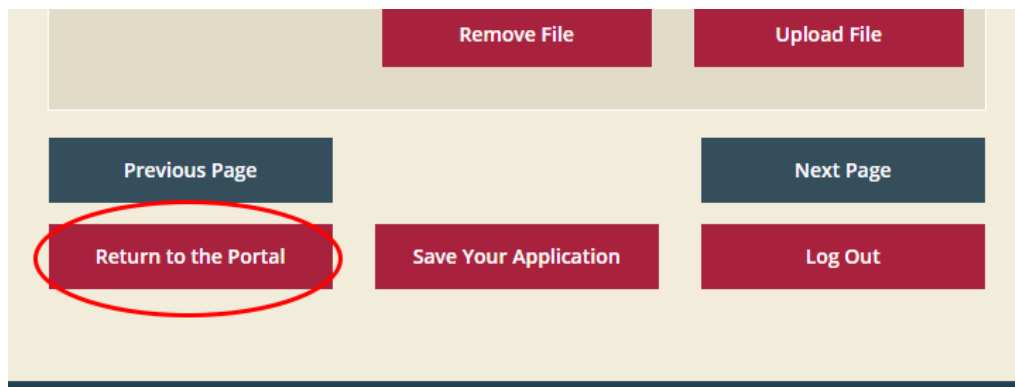 Remove File
Upload File
Previous Page
Next Page
Return to the Portal
Save Your Application
Log Out